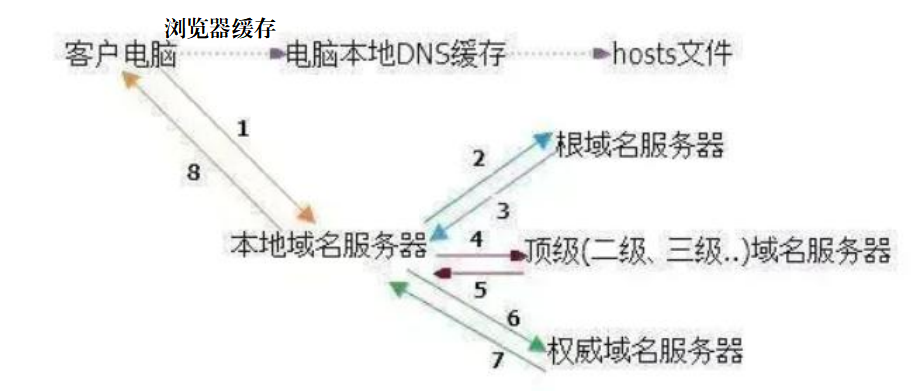 浏览器缓存
客户电脑 电脑本地DNS缓存 hosts文件
1
2 根域名服务器
8
3
本地域名服务器 4 顶级(二级、三级..)域名服务器
5
6
7 权威域名服务器